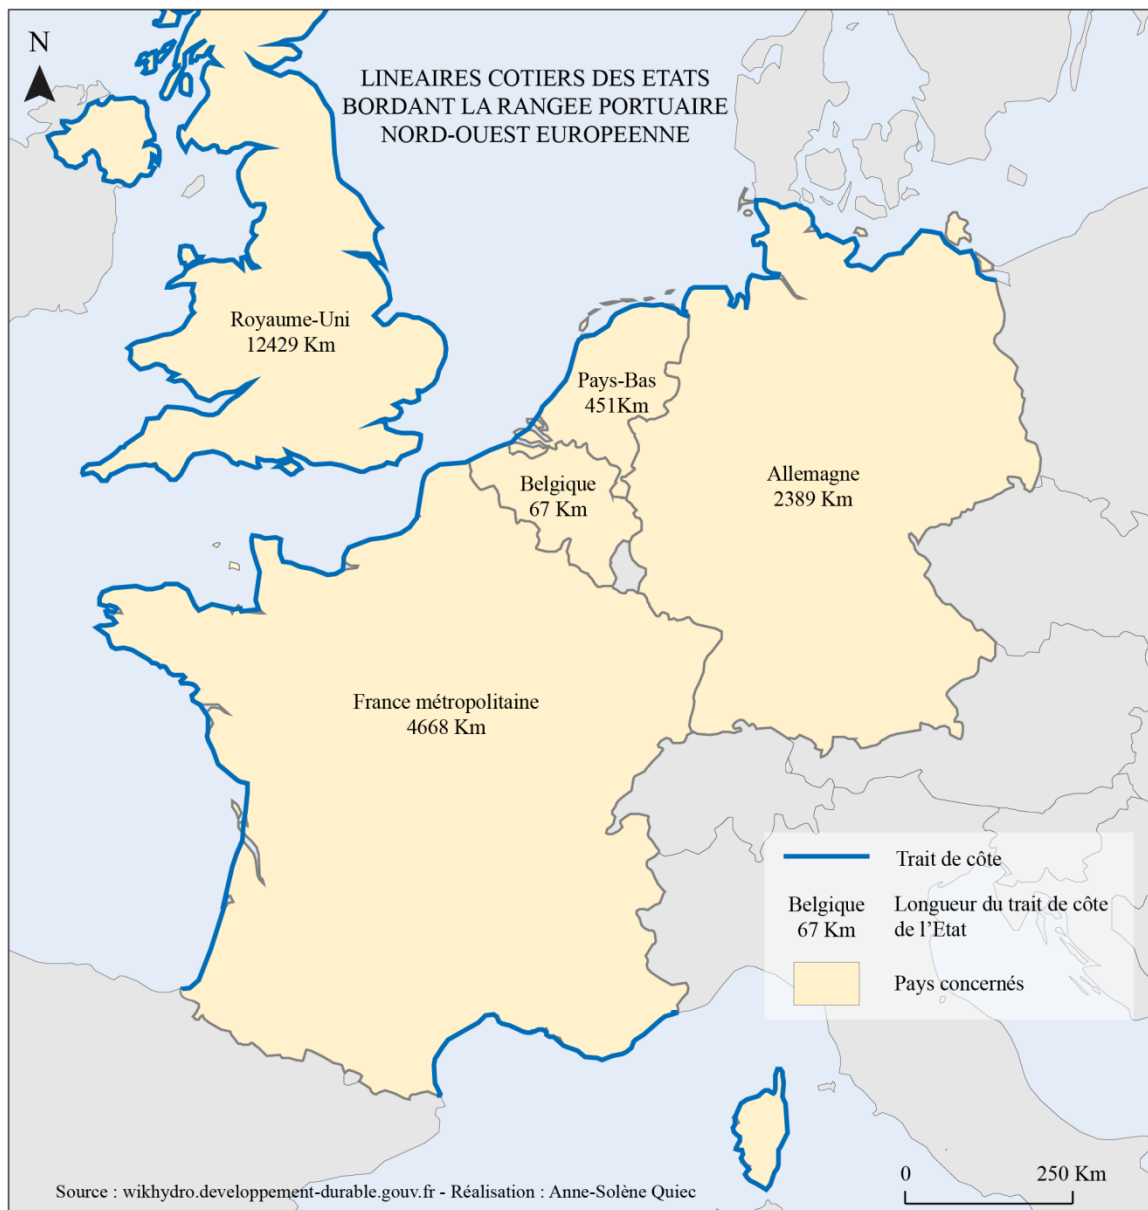 N
LINEAIRES COTIERS DES ETATS
BORDANT LA RANGEE PORTUAIRE
NORD-OUEST EUROPEENNE
Royaume-Uni
12429 Km
Pays-Bas
451Km
Belgique
67 Km
Allemagne
2389 Km
France métropolitaine
4668 Km
Trait de côte
Belgique
67 Km
Longueur du trait de côte
de l'Etat
Pays concernés
0 250 Km
Source : wikhydro.developpement-durable.gouv.fr - Réalisation : Anne-Solène Quiec